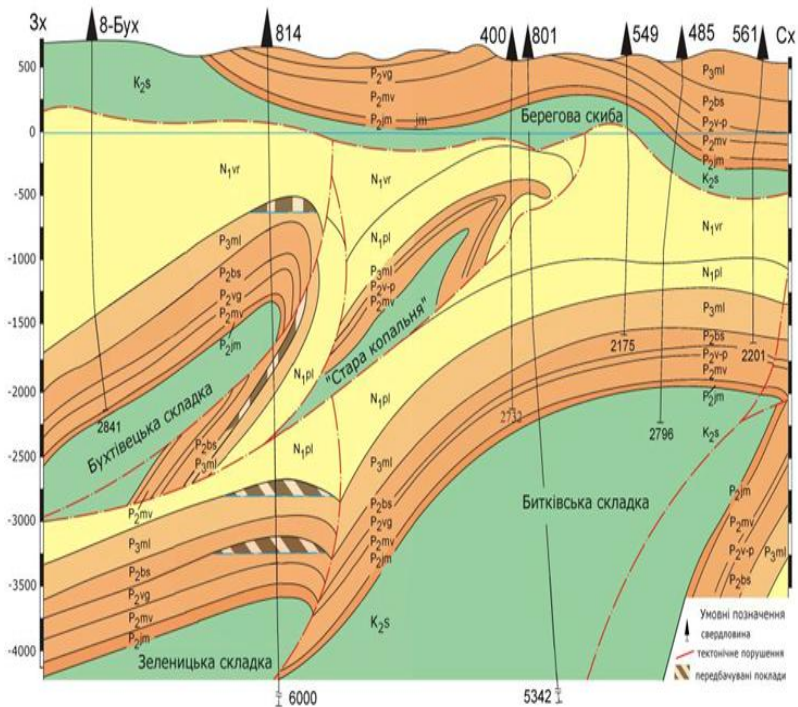 Зх 8-Бух 814 400 801 549 485 561 Сх
500
0
-500
-1000
-1500
-2000
-2500
-3000
-3500
-4000
K₂s
P₂vg
P₂mv
P₂jm jm
Берегова скиба
P₃ml
P₂bs
P₂v-p
P₂mv
P₂jm
K₂s
N₁vr
N₁vr
N₁vr
N₁pl
N₁pl
P₃ml
P₂bs
P₂vg
P₂mv
P₂jm
P₃ml
P₂v-p
P₂mv
"Стара копальня"
P₃ml
P₂bs
P₂v-p
P₂mv
P₂jm
K₂s
2175
2201
2841
2732
2796
Бухтівецька складка
N₁pl
N₁pl
N₁pl
P₂bs
P₃ml
P₃ml
P₂bs
P₂vg
P₂mv
P₂jm
Битківська складка
P₂mv
P₃ml
P₂bs
P₂vg
P₂mv
P₂jm
P₂jm
P₂mv
P₂v-p
P₃ml
P₂bs
K₂s
Зеленицька складка
6000
5342
Умовні позначення
свердловина
тектонічне порушення
передбачувані поклади